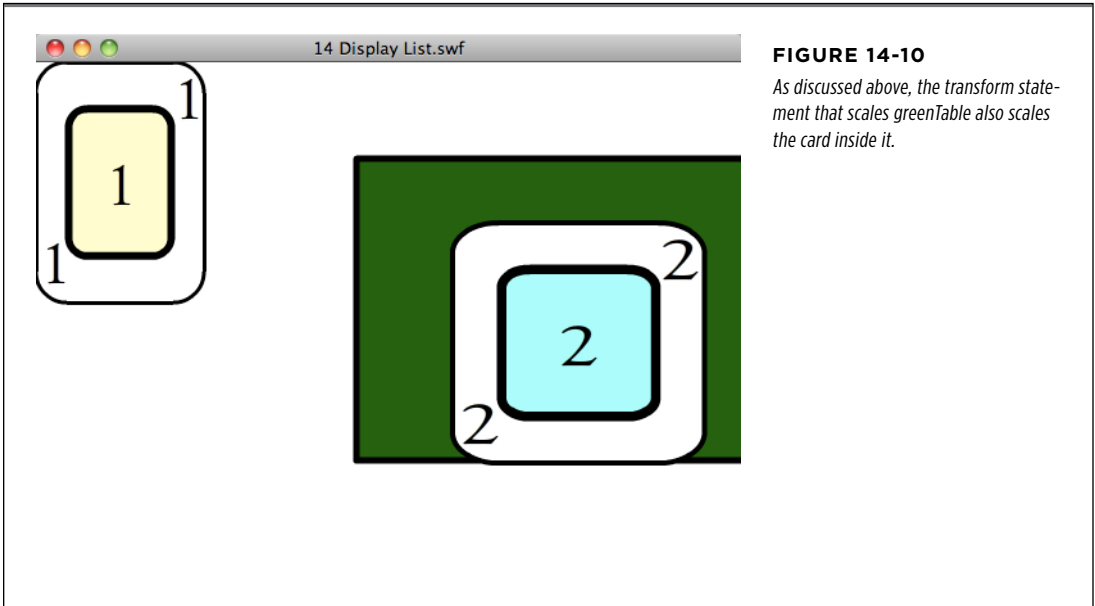 14 Display List.swf
1
1
1
2
2
2
FIGURE 14-10
As discussed above, the transform state-
ment that scales greenTable also scales
the card inside it.